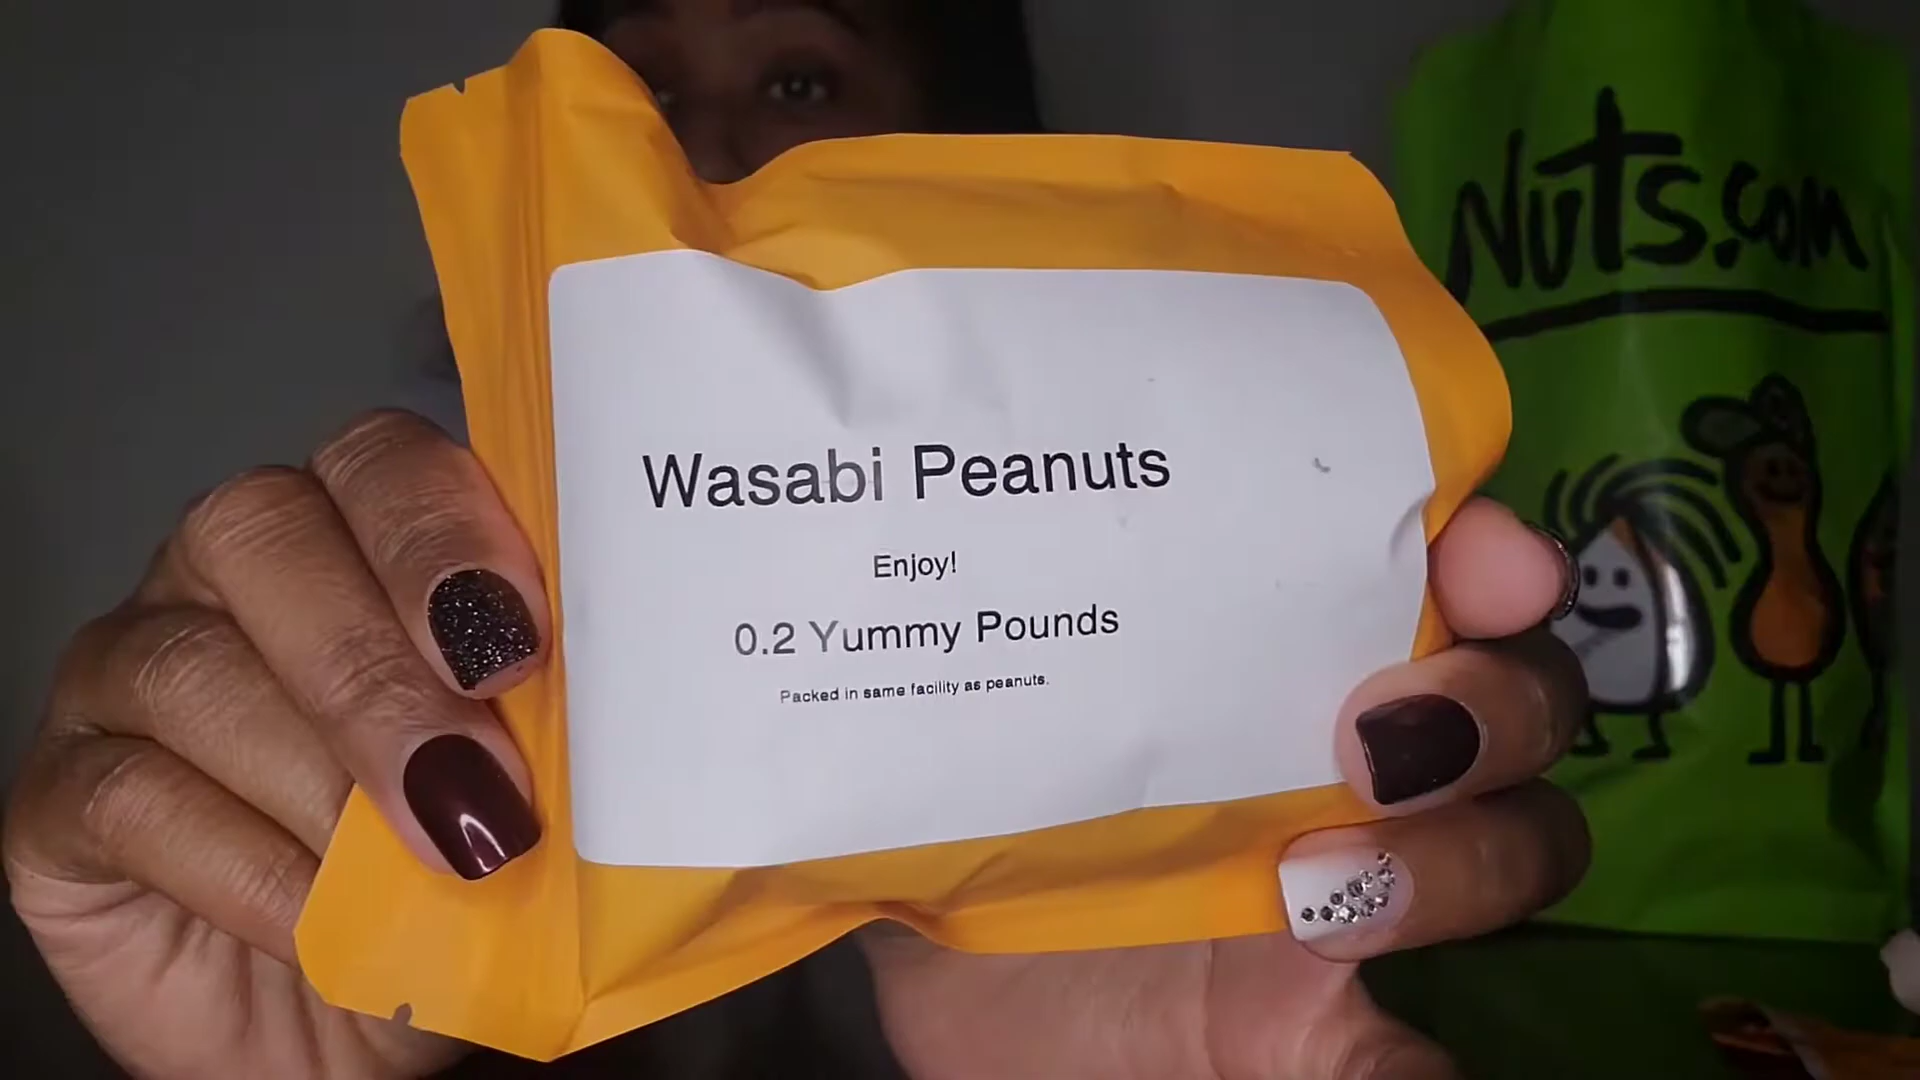 Nuts.com
Wasabi Peanuts
Enjoy!
0.2 Yummy Pounds
Packed in same facility as peanuts.